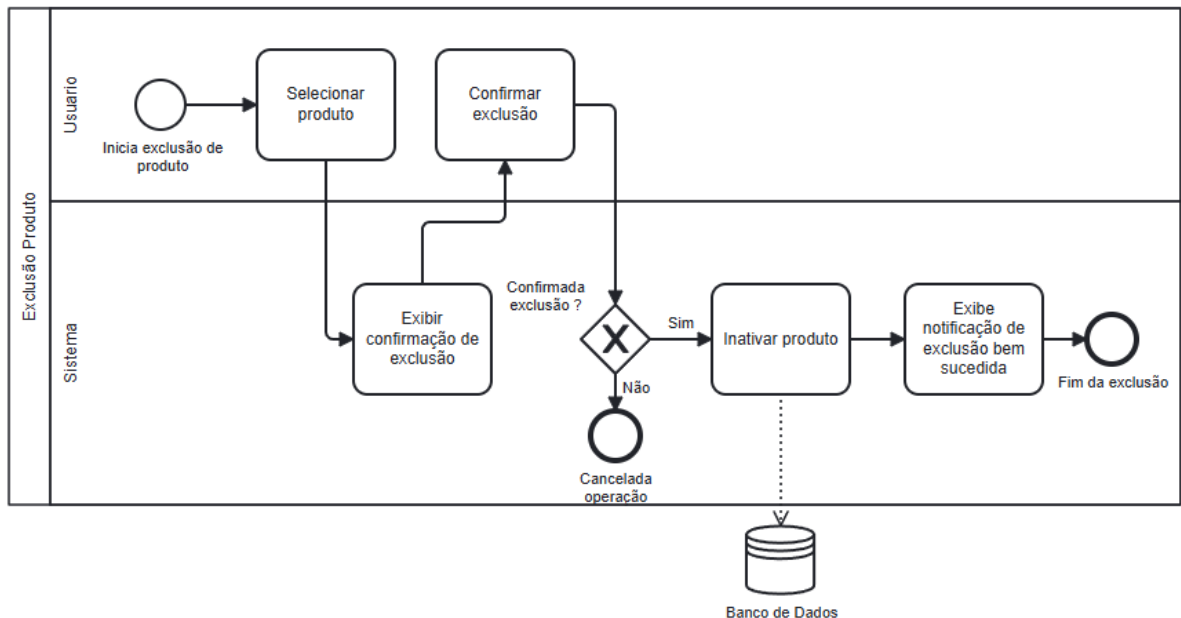 Exclusão Produto
Usuario
Inicia exclusão de
produto
Selecionar
produto
Confirmar
exclusão
Sistema
Exibir
confirmação de
exclusão
Confirmada
exclusão ?
Sim
Não
Cancelada
operação
Inativar produto
Exibe
notificação de
exclusão bem
sucedida
Fim da exclusão
Banco de Dados